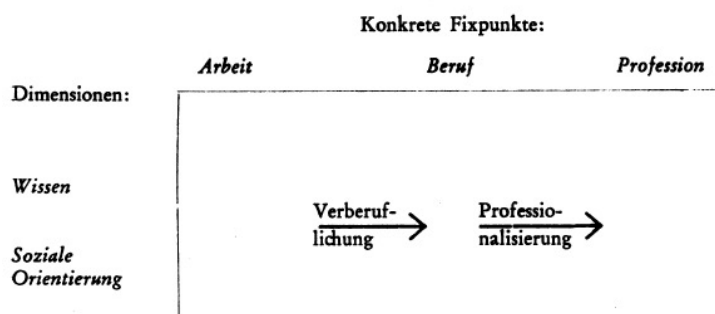 Konkrete Fixpunkte:
Arbeit Beruf Profession
Dimensionen:
Wissen
Verberuf- Professio-
lichung nalisierung
Soziale
Orientierung